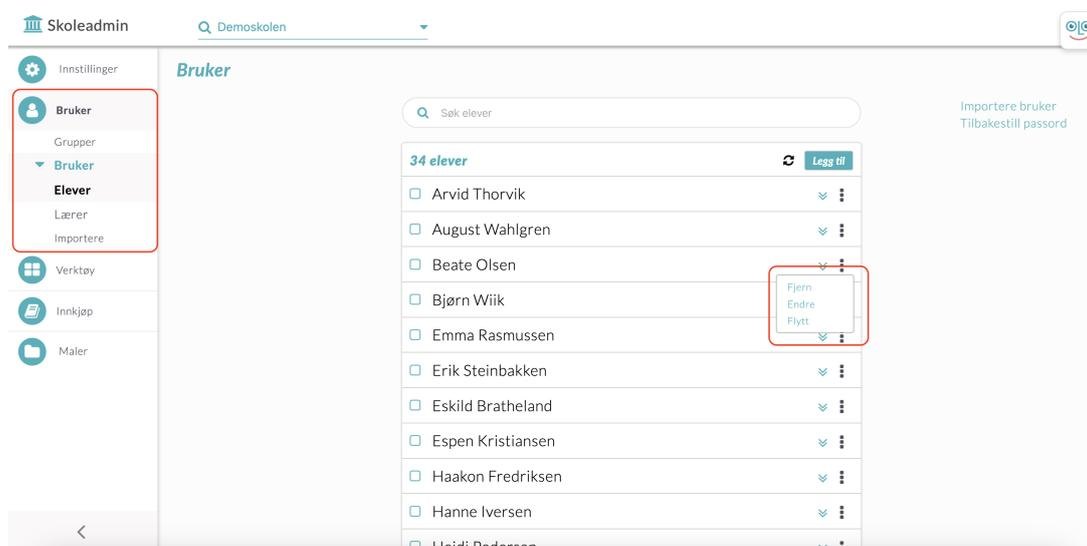 Skoleadmin
Demoskolen
Innstillinger
Bruker
Grupper
Bruker
Elever
Lærer
Importere
Verktøy
Innkjøp
Maler
Bruker
Søk elever
Importere bruker
Tilbakestill passord
34 elever
Legg til
Arvid Thorvik
August Wahlgren
Beate Olsen
Fjern
Endre
Flytt
Bjørn Wiik
Emma Rasmussen
Erik Steinbakken
Eskild Bratheland
Espen Kristiansen
Haakon Fredriksen
Hanne Iversen